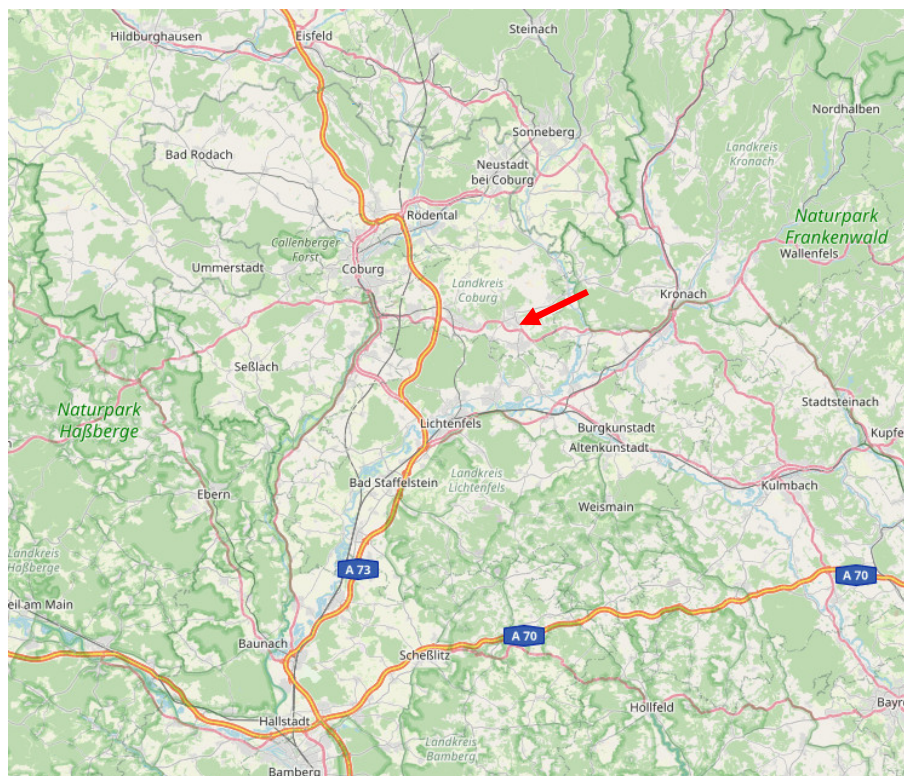 Hildburghausen
Eisfeld
Steinach
Nordhalben
Sonneberg
Bad Rodach
Neustadt
bei Coburg
Landkreis
Kronach
Rödental
Naturpark
Frankenwald
Callenberger
Forst
Wallenfels
Ummerstadt
Coburg
Landkreis
Coburg
Kronach
Seßlach
Naturpark
Haßberge
Stadtsteinach
Lichtenfels
Burgkunstadt
Altenkunstadt
Kupfe
Landkreis
Lichtenfels
Bad Staffelstein
Kulmbach
Ebern
Weismain
Landkreis
Haßberge
A 73
A 70
eil am Main
A 70
Baunach
Scheßlitz
Hollfeld
Bayre
Hallstadt
Landkreis
Bamberg
Bamberg